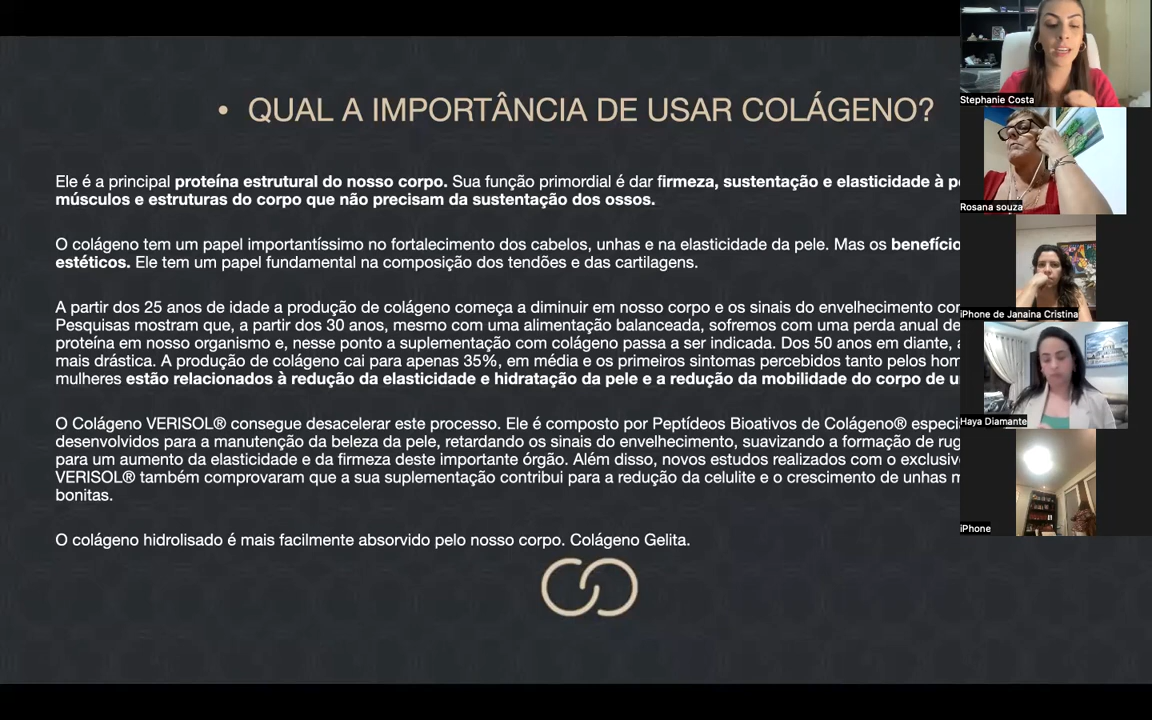 • QUAL A IMPORTÂNCIA DE USAR COLÁGENO?
Ele é a principal proteína estrutural do nosso corpo. Sua função primordial é dar firmeza, sustentação e elasticidade à
músculos e estruturas do corpo que não precisam da sustentação dos ossos.
O colágeno tem um papel importantíssimo no fortalecimento dos cabelos, unhas e na elasticidade da pele. Mas os
estéticos. Ele tem um papel fundamental na composição dos tendões e das cartilagens.
A partir dos 25 anos de idade a produção de colágeno começa a diminuir em nosso corpo e os sinais do envelhecimento
Pesquisas mostram que, a partir dos 30 anos, mesmo com uma alimentação balanceada, sofremos com uma perda anual de
proteína em nosso organismo e, nesse ponto a suplementação com colágeno passa a ser indicada. Dos 50 anos em diante,
mais drástica. A produção de colágeno cai para apenas 35%, em média e os primeiros sintomas percebidos tanto pelos
mulheres estão relacionados à redução da elasticidade e hidratação da pele e a redução da mobilidade do corpo de
O Colágeno VERISOL® consegue desacelerar este processo. Ele é composto por Peptídeos Bioativos de Colágeno®
desenvolvidos para a manutenção da beleza da pele, retardando os sinais do envelhecimento, suavizando a formação de
para um aumento da elasticidade e da firmeza deste importante órgão. Além disso, novos estudos realizados com o
VERISOL® também comprovaram que a sua suplementação contribui para a redução da celulite e o crescimento de unhas
bonitas.
O colágeno hidrolisado é mais facilmente absorvido pelo nosso corpo. Colágeno Gelita.
Stephanie Costa
Rosana souza
iPhone de Janaina Cristina
Haya Diamante
iPhone